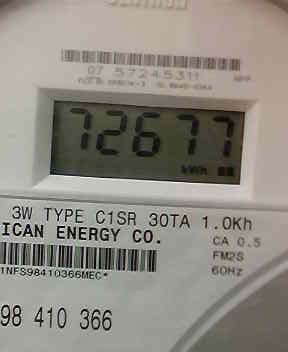 07 57245311
72677
kWh
3W TYPE C1SR 30TA 1.0Kh
ICAN ENERGY CO.
CA 0.5
FM2S
60Hz
1NFS98410366MEC*
98 410 366